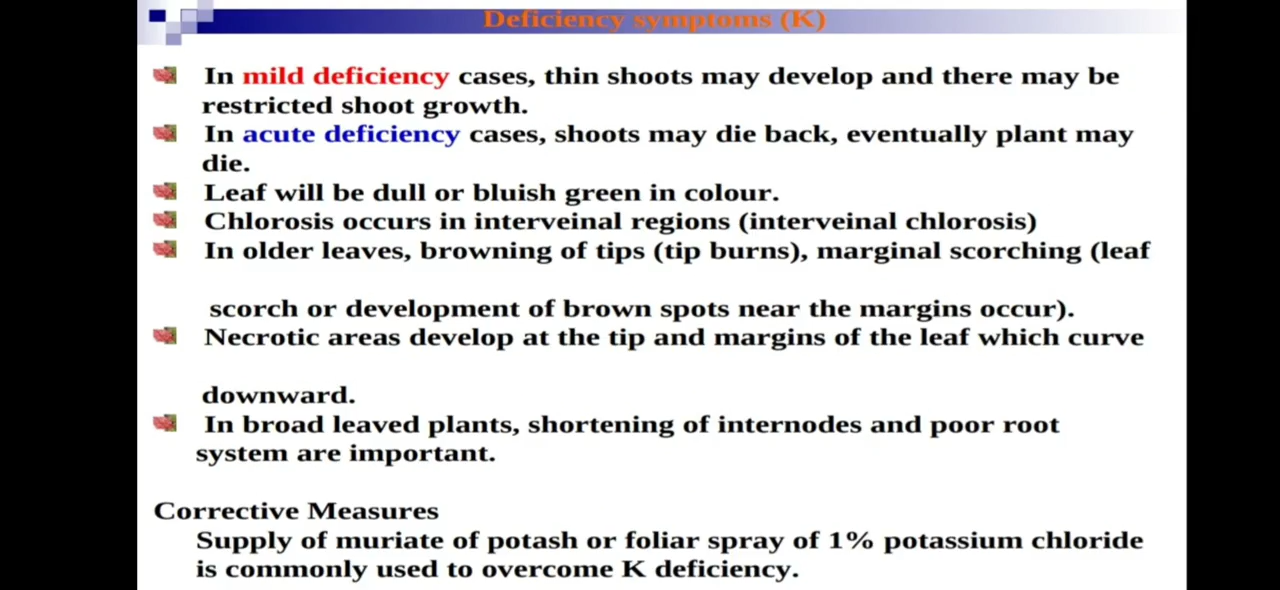 Deficiency symptoms (K)
In mild deficiency cases, thin shoots may develop and there may be
restricted shoot growth.
In acute deficiency cases, shoots may die back, eventually plant may
die.
Leaf will be dull or bluish green in colour.
Chlorosis occurs in interveinal regions (interveinal chlorosis)
In older leaves, browning of tips (tip burns), marginal scorching (leaf
scorch or development of brown spots near the margins occur).
Necrotic areas develop at the tip and margins of the leaf which curve
downward.
In broad leaved plants, shortening of internodes and poor root
system are important.
Corrective Measures
Supply of muriate of potash or foliar spray of 1% potassium chloride
is commonly used to overcome K deficiency.